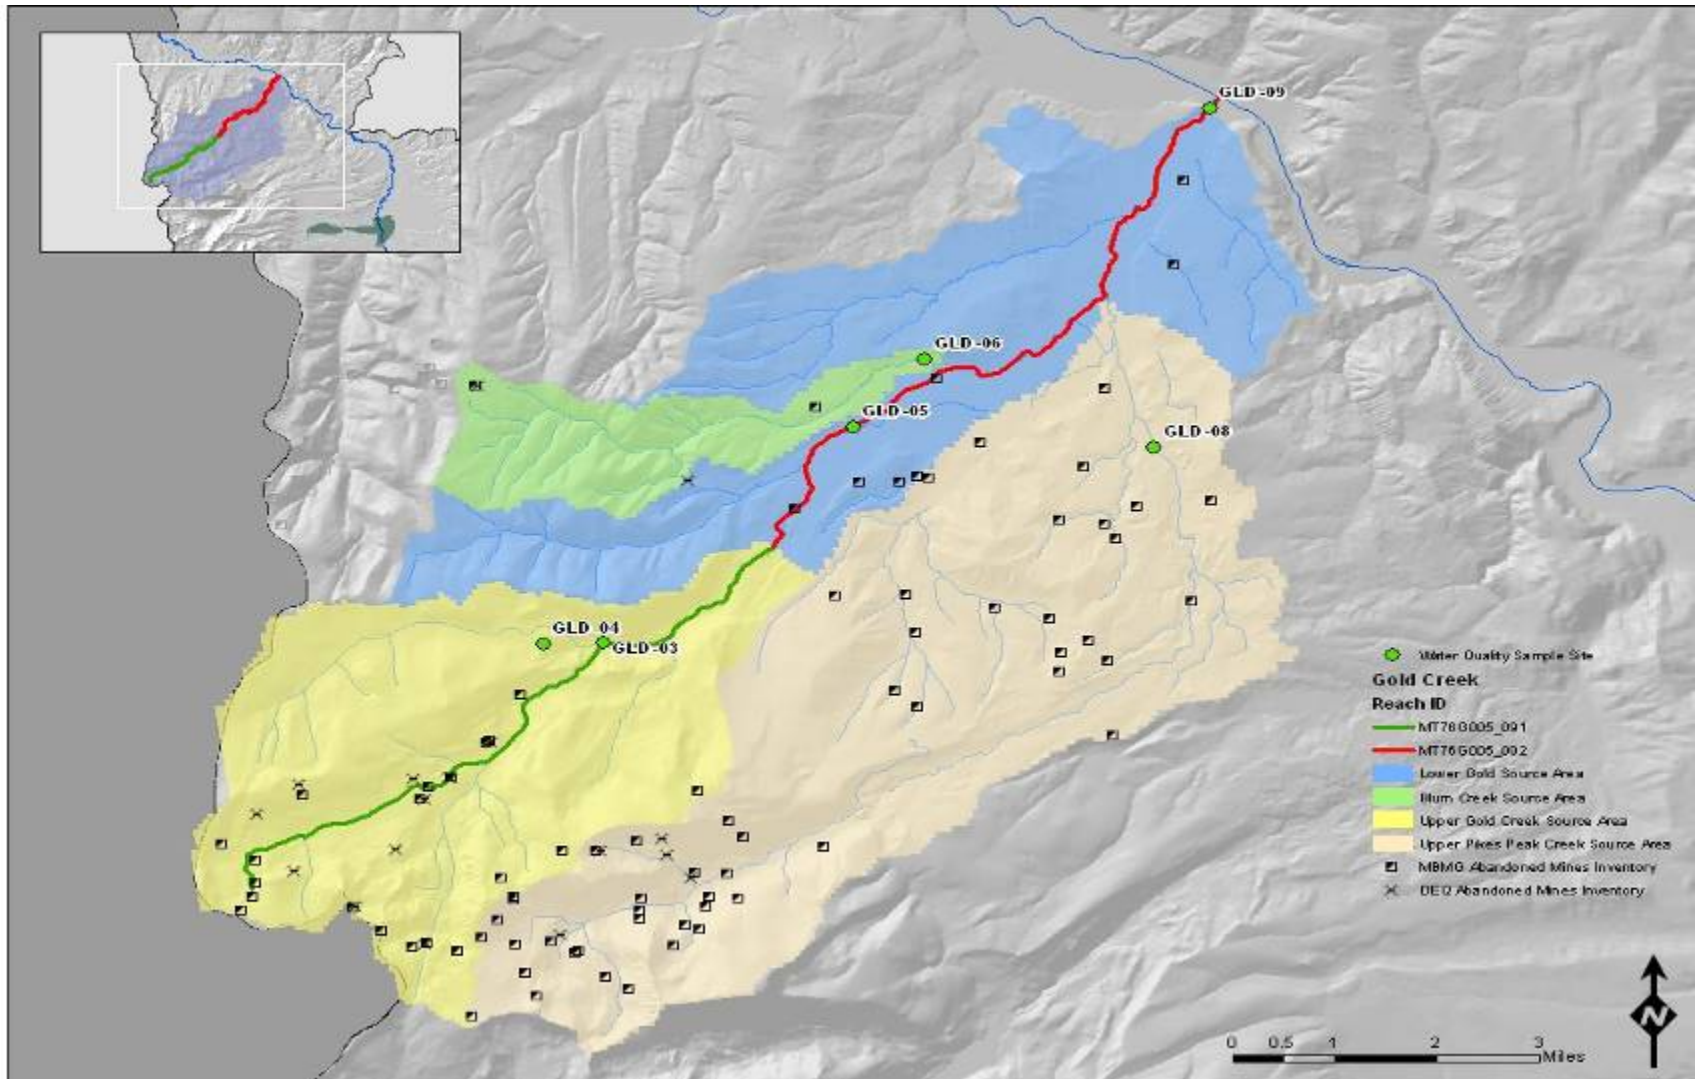 GLD-09
GLD-06
GLD-05
GLD-08
GLD 04
GLD-03
Water Quality Sample Site
Gold Creek
Reach ID
MT76G005_091
MT76G005_092
Lower Gold Source Area
Blum Creek Source Area
Upper Gold Creek Source Area
Upper Pikes Peak Creek Source Area
MBMG Abandoned Mines Inventory
DEQ Abandoned Mines Inventory
N
0 0.5 1 2 3
Miles